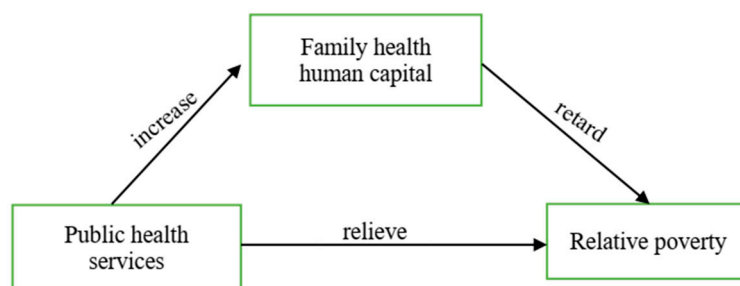 Family health
human capital
increase
retard
Public health
services
relieve
Relative poverty